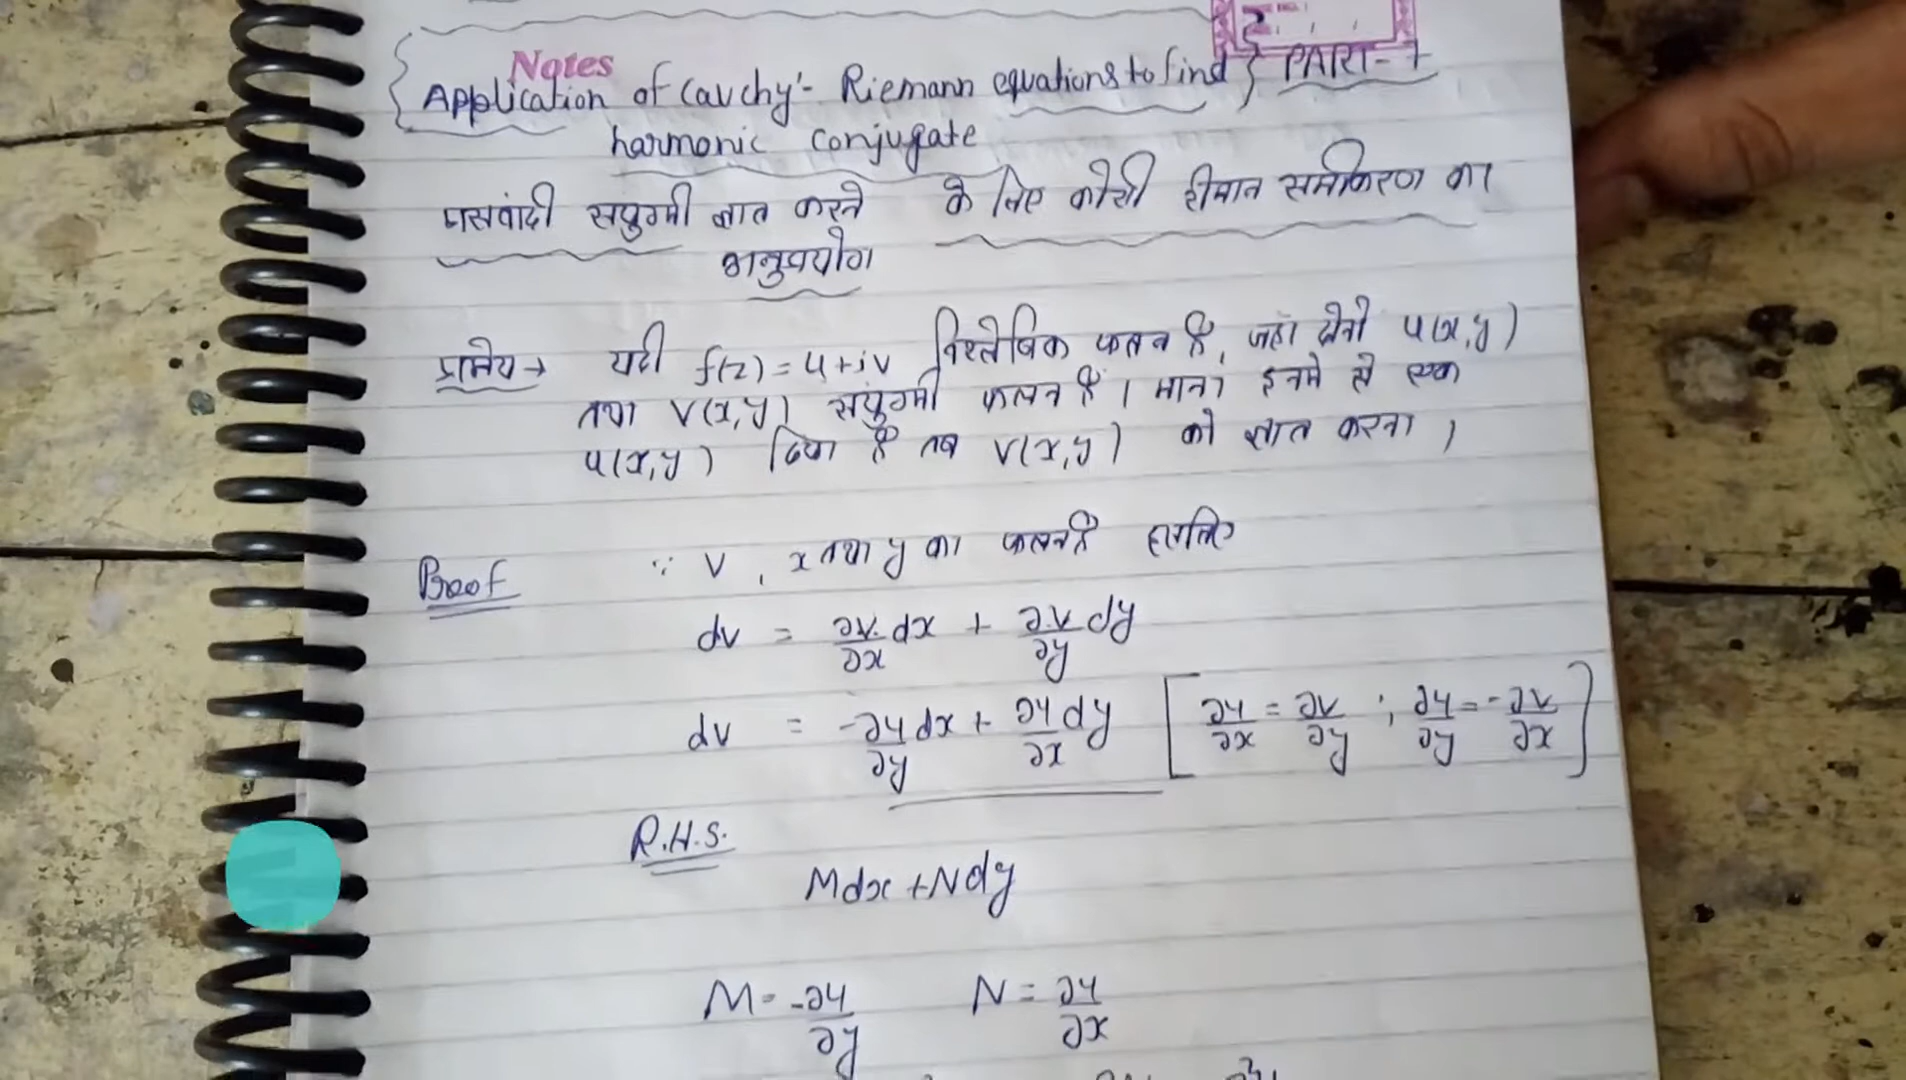 Notes
Application of Cauchy'- Riemann equations to find PART- 1
harmonic conjugate
प्रसवांदी सयुग्मी ज्ञात करने के लिए कोशी रीमान समीकरण का
अनुप्रयोग
प्रमेय → यदी f(z) = u+iv विश्लेषिक फलन है, जहाँ दोनो u(x,y)
तथा v(x,y) संयुग्मी फलन है। माना इनमे से एक
u(x,y) दिया है तब v(x,y) को ज्ञात करना।
Proof ∵ v, x तथा y का फलन है इसलिए
dv = ∂v/∂x dx + ∂v/∂y dy
dv = -∂u/∂y dx + ∂u/∂x dy [∂u/∂x = ∂v/∂y, ∂u/∂y = -∂v/∂x]
R.H.S.
Mdx + Ndy
M = -∂u/∂y N = ∂u/∂x